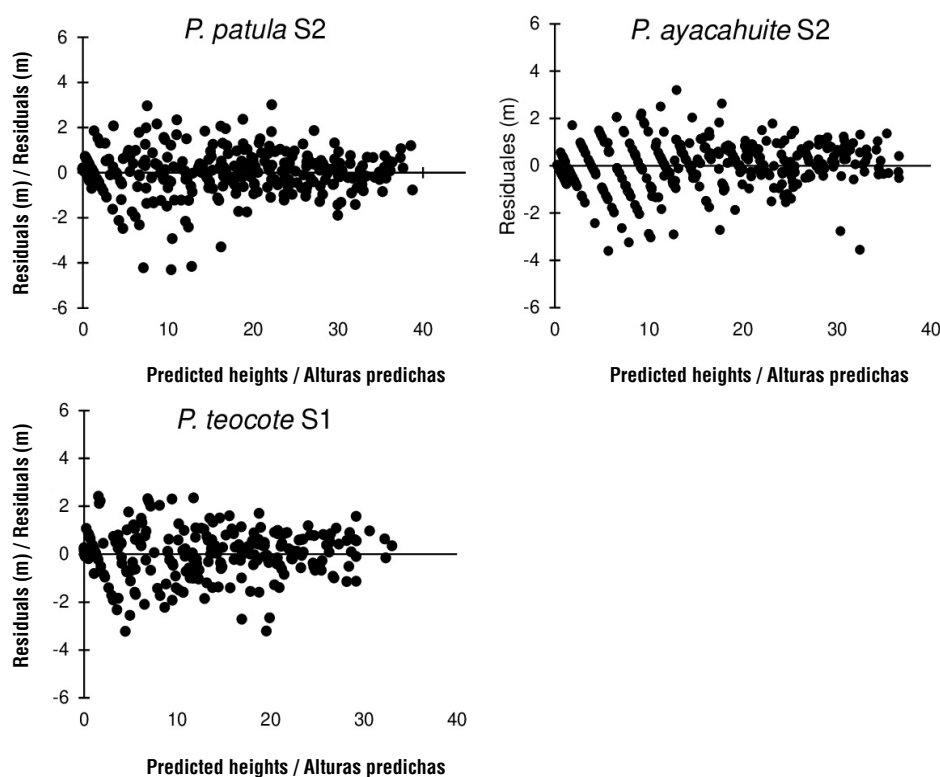 P. patula S2
6
4
2
0
-2
-4
-6
0 10 20 30 40
Residuals (m) / Residuals (m)
Predicted heights / Alturas predichas
P. ayacahuite S2
6
4
2
0
-2
-4
-6
0 10 20 30 40
Residuales (m)
Predicted heights / Alturas predichas
P. teocote S1
6
4
2
0
-2
-4
-6
0 10 20 30 40
Residuals (m) / Residuals (m)
Predicted heights / Alturas predichas